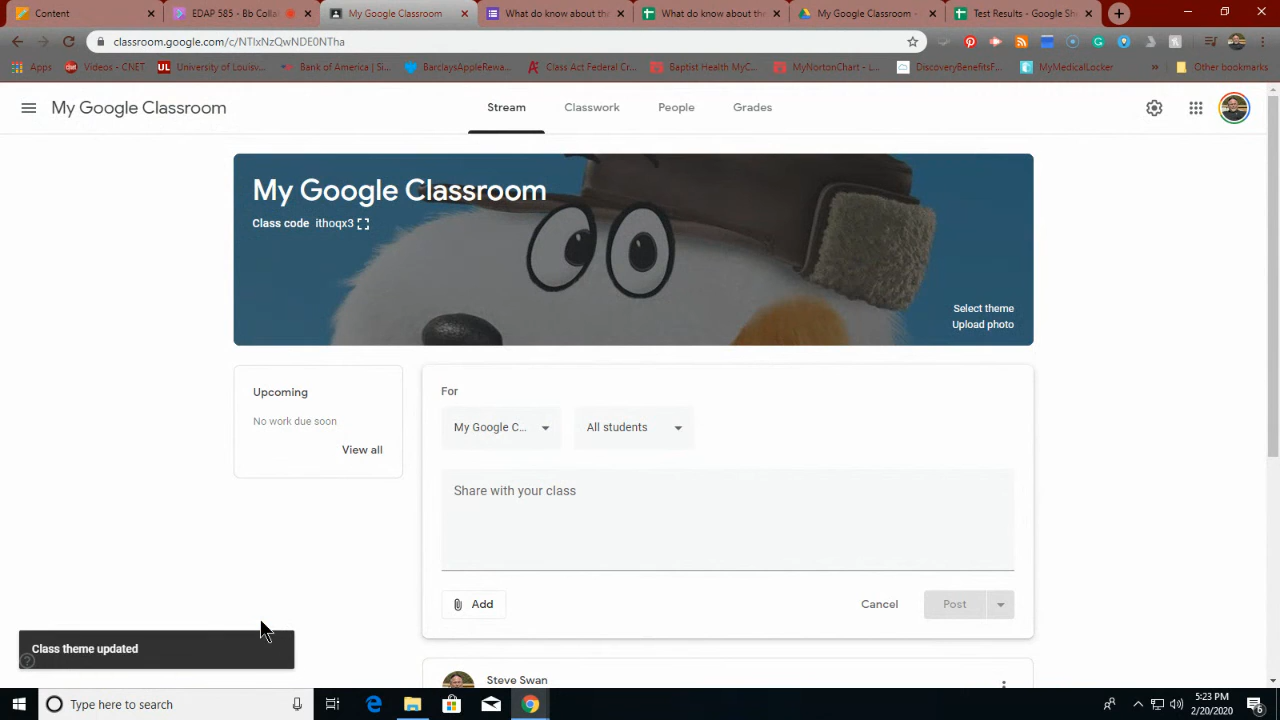 Content
EDAP 585 - Bb Colla
My Google Classroom
What do know about the
What do know about the
My Google Classroom -
Test Results - Google Sh
classroom.google.com/c/NTIxNzQwNDE0NTha
Apps
Videos - CNET
University of Louisv...
Bank of America | Si...
BarclaysAppleRewa...
Class Act Federal Cr...
Baptist Health MyC...
MyNortonChart - L...
DiscoveryBenefitsF...
MyMedicalLocker
»
Other bookmarks
My Google Classroom
Stream
Classwork
People
Grades
My Google Classroom
Class code ithoqx3
Select theme
Upload photo
Upcoming
No work due soon
View all
For
My Google C...
All students
Share with your class
Add
Cancel
Post
Class theme updated
Steve Swan
Type here to search
5:23 PM
2/20/2020
6